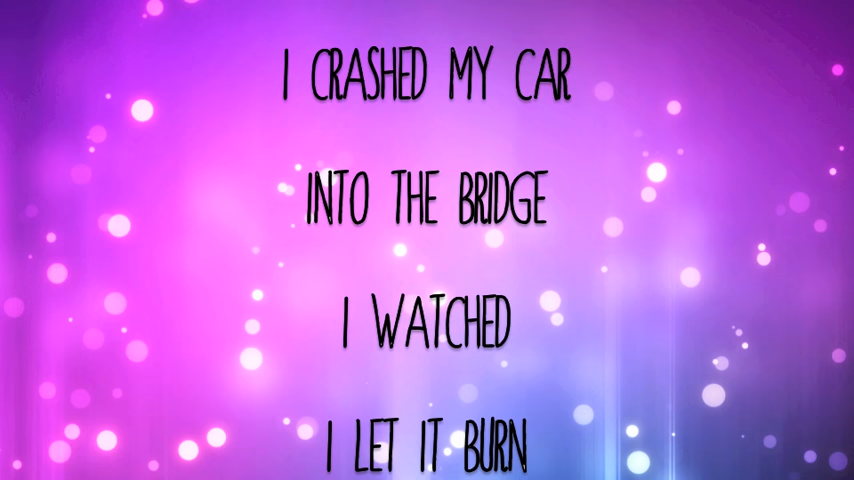 I CRASHED MY CAR
INTO THE BRIDGE
I WATCHED
I LET IT BURN